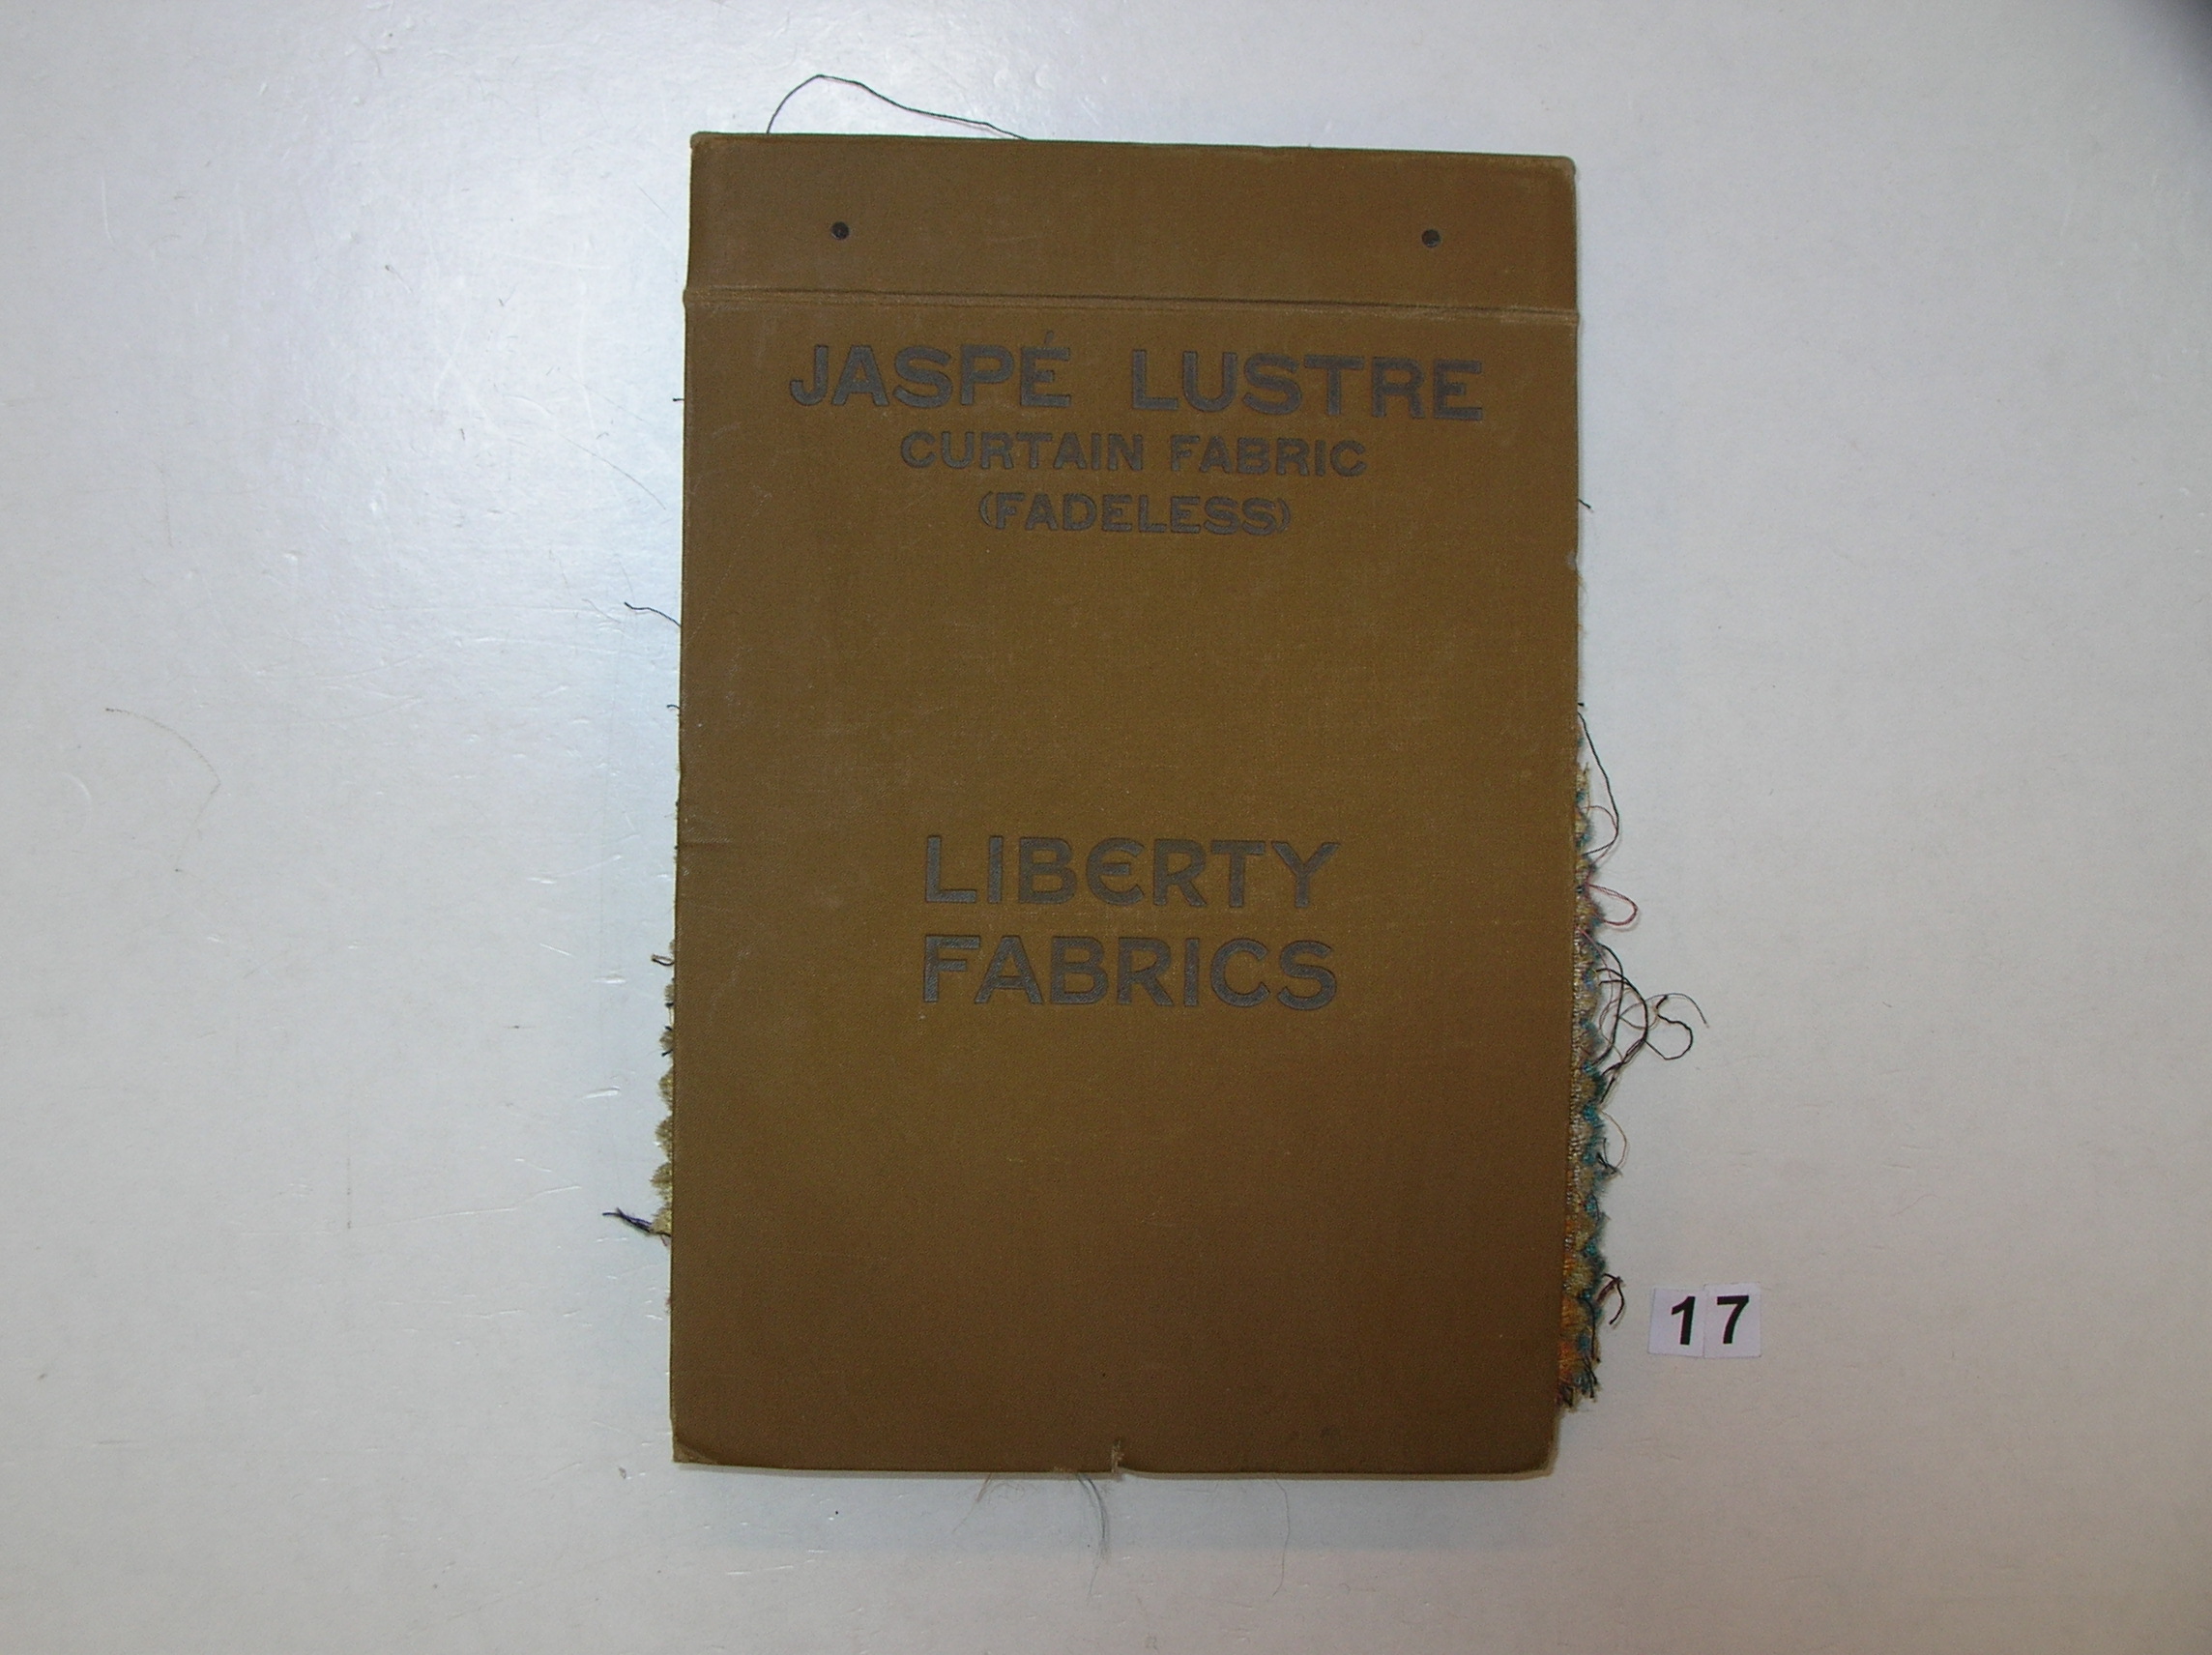 JASPÉ LUSTRE
CURTAIN FABRIC
(FADELESS)
LIBERTY
FABRICS
17